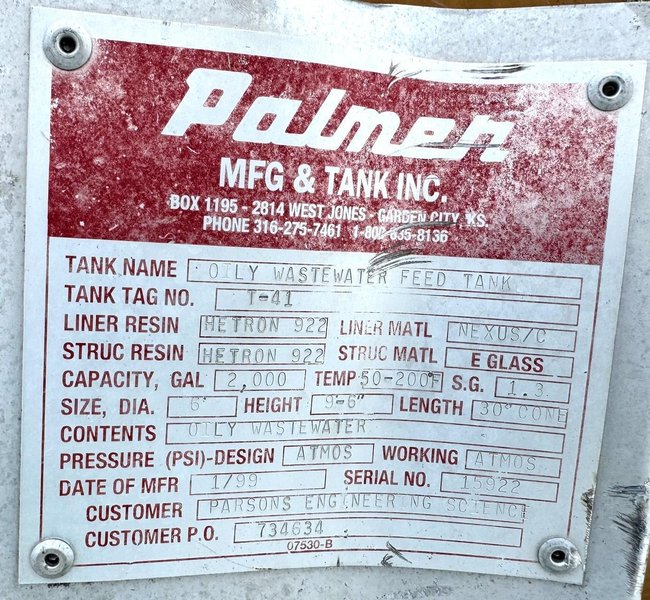 Palmer
MFG & TANK INC.
BOX 1195 - 2814 WEST JONES - GARDEN CITY, KS.
PHONE 316-275-7461 1-800-835-8136
TANK NAME OILY WASTEWATER FEED TANK
TANK TAG NO. T-41
LINER RESIN HETRON 922 LINER MATL NEXUS/C
STRUC RESIN HETRON 922 STRUC MATL E GLASS
CAPACITY, GAL 2,000 TEMP 50-200F S.G. 1.3
SIZE, DIA. 6' HEIGHT 9-6" LENGTH 30° CONE
CONTENTS OILY WASTEWATER
PRESSURE (PSI)-DESIGN ATMOS WORKING ATMOS
DATE OF MFR 1/99 SERIAL NO. 15922
CUSTOMER PARSONS ENGINEERING SCIENCE
CUSTOMER P.O. 734634
07530-B